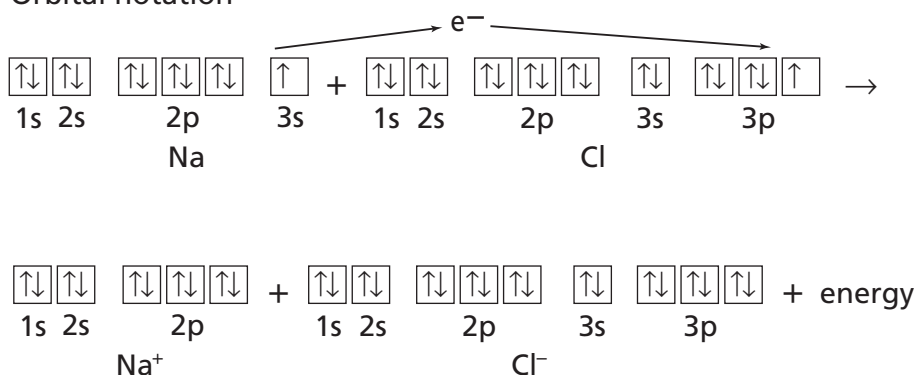 Orbital notation
e−
↑↓ ↑↓ ↑↓ ↑↓ ↑↓ ↑ + ↑↓ ↑↓ ↑↓ ↑↓ ↑↓ ↑↓ ↑↓ ↑↓ ↑ →
1s 2s 2p 3s 1s 2s 2p 3s 3p
Na Cl
↑↓ ↑↓ ↑↓ ↑↓ ↑↓ + ↑↓ ↑↓ ↑↓ ↑↓ ↑↓ ↑↓ ↑↓ ↑↓ ↑↓ + energy
1s 2s 2p 1s 2s 2p 3s 3p
Na⁺ Cl⁻